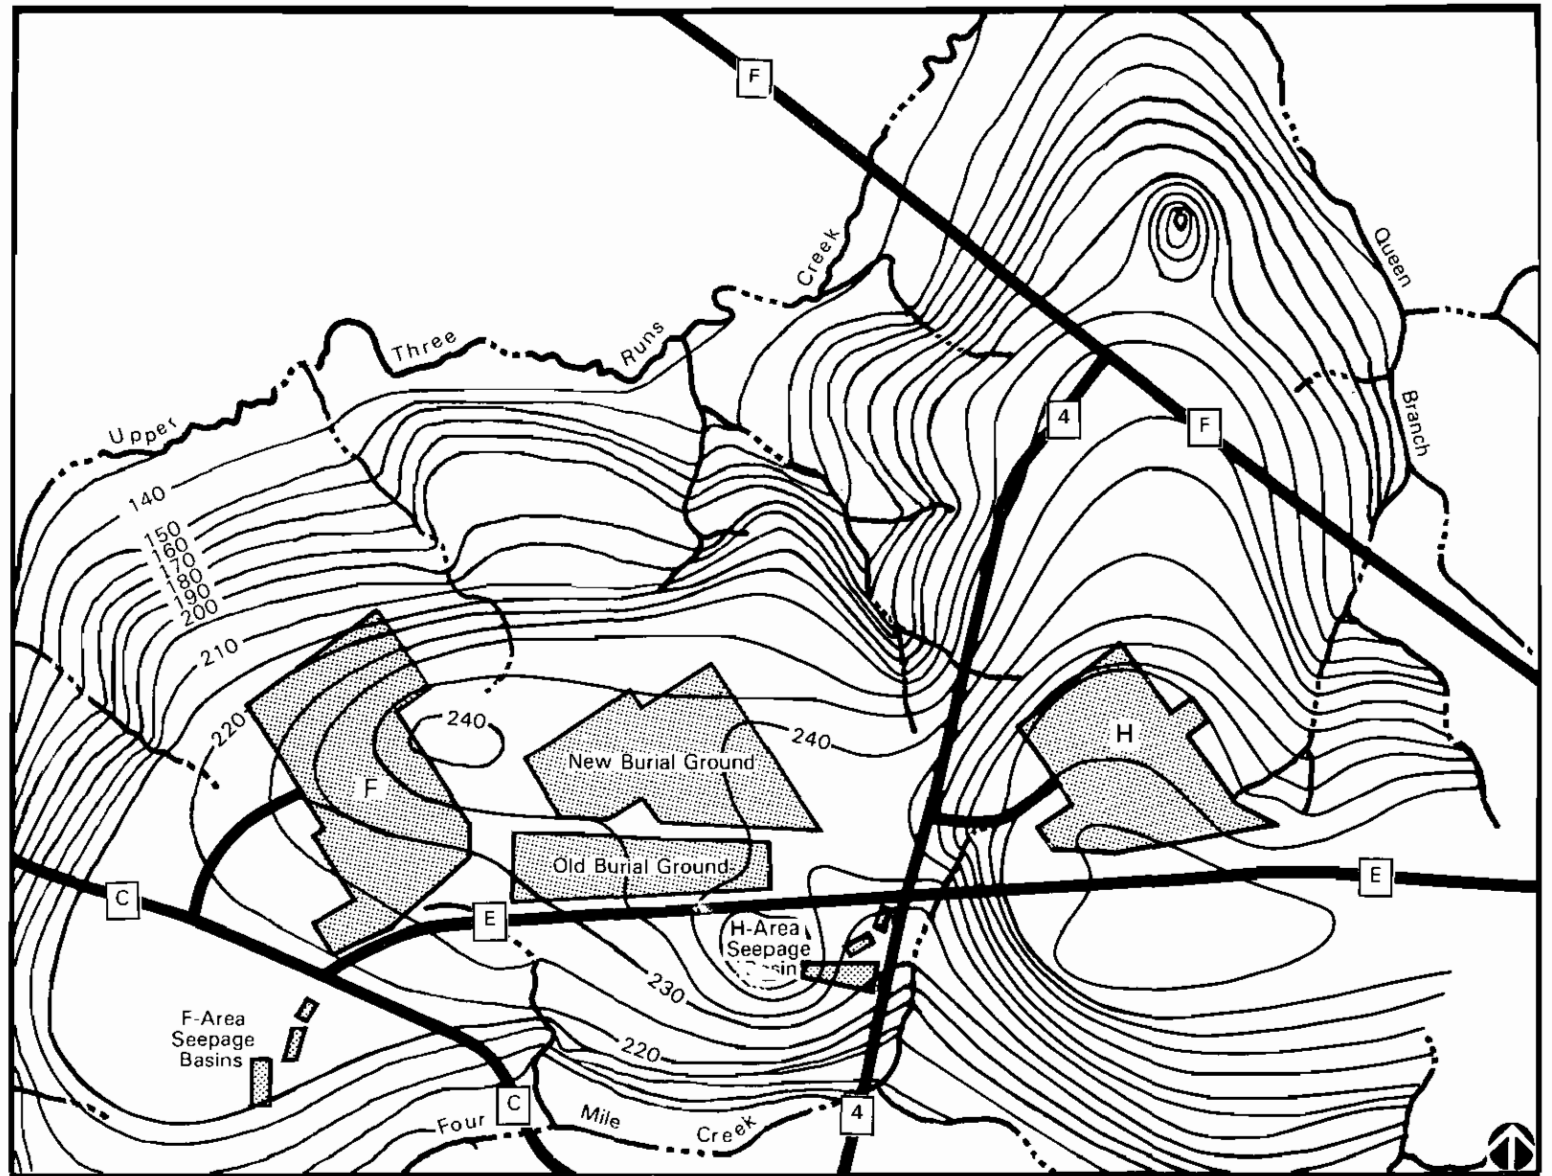 F
Creek
Queen
Upper Three Runs
Branch
4
F
140
150
160
170
180
190
200
210
220
240
New Burial Ground
240
H
F
Old Burial Ground
C
E
E
H-Area
Seepage
Basin
230
F-Area
Seepage
Basins
220
C
4
Four Mile Creek